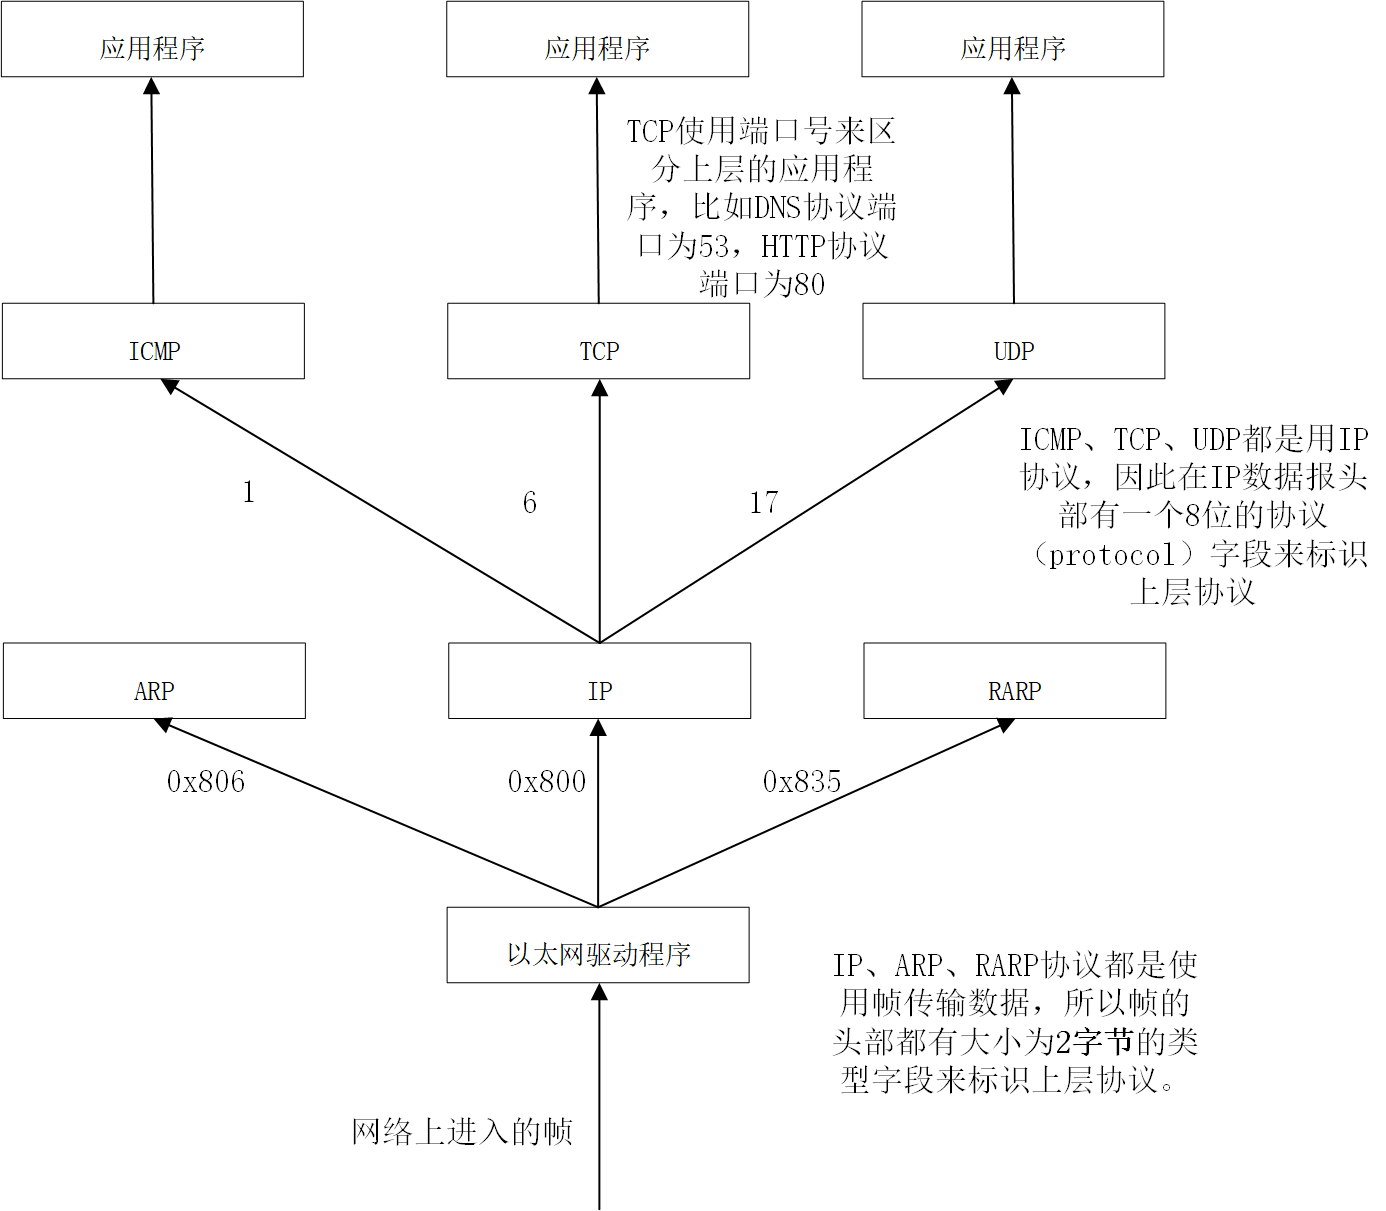 应用程序
应用程序
应用程序
TCP使用端口号来区
分上层的应用程
序，比如DNS协议端
口为53，HTTP协议
端口为80
ICMP
TCP
UDP
ICMP、TCP、UDP都是用IP
协议，因此在IP数据报头
部有一个8位的协议
（protocol）字段来标识
上层协议
1
6
17
ARP
IP
RARP
0x806
0x800
0x835
以太网驱动程序
IP、ARP、RARP协议都是使
用帧传输数据，所以帧的
头部都有大小为2字节的类
型字段来标识上层协议。
网络上进入的帧